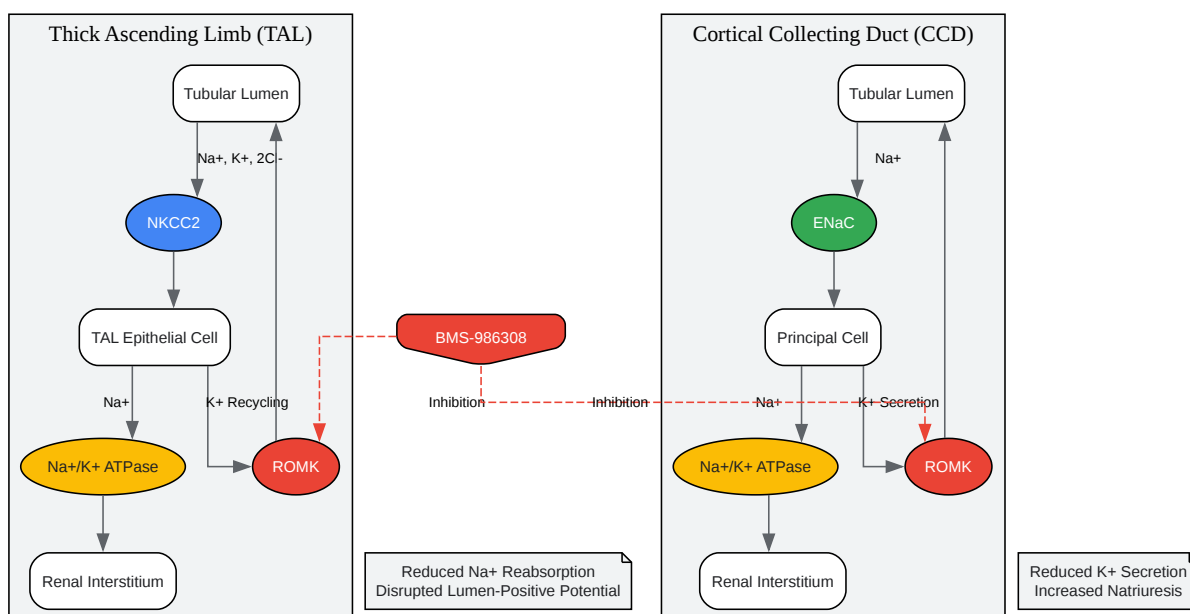 Thick Ascending Limb (TAL)
Tubular Lumen
Na+, K+, 2Cl-
NKCC2
TAL Epithelial Cell
Na+
K+ Recycling
Na+/K+ ATPase
ROMK
Renal Interstitium
BMS-986308
Inhibition
Inhibition
Reduced Na+ Reabsorption
Disrupted Lumen-Positive Potential
Cortical Collecting Duct (CCD)
Tubular Lumen
Na+
ENaC
Principal Cell
Na+
K+ Secretion
Na+/K+ ATPase
ROMK
Renal Interstitium
Reduced K+ Secretion
Increased Natriuresis